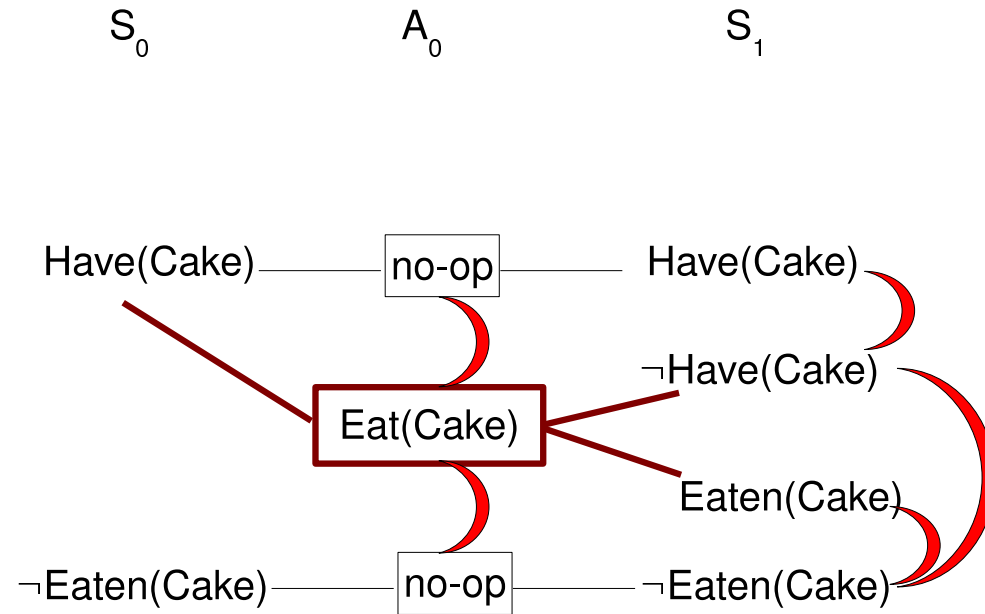 S₀ A₀ S₁
Have(Cake) no-op Have(Cake)
¬Have(Cake)
Eat(Cake)
Eaten(Cake)
¬Eaten(Cake) no-op ¬Eaten(Cake)